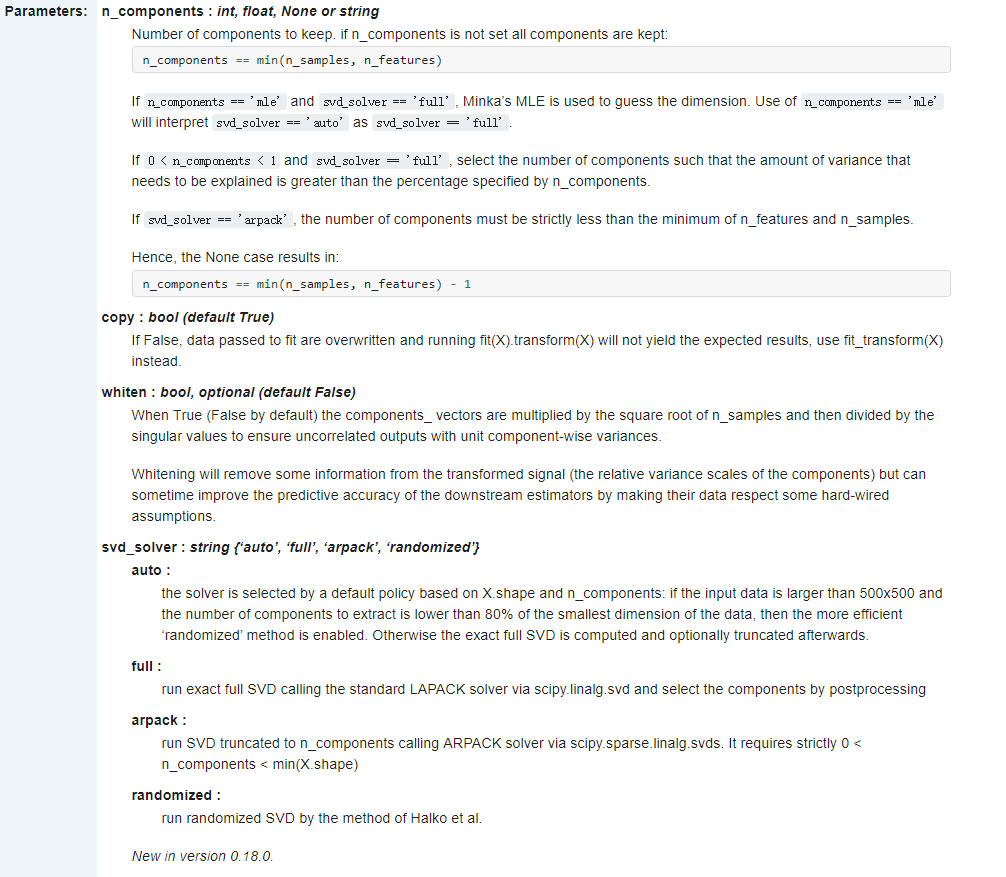 Parameters: n_components : int, float, None or string
Number of components to keep. if n_components is not set all components are kept:
n_components == min(n_samples, n_features)
If n_components == 'mle' and svd_solver == 'full' , Minka's MLE is used to guess the dimension. Use of n_components == 'mle'
will interpret svd_solver == 'auto' as svd_solver == 'full' .
If 0 < n_components < 1 and svd_solver == 'full' , select the number of components such that the amount of variance that
needs to be explained is greater than the percentage specified by n_components.
If svd_solver == 'arpack' , the number of components must be strictly less than the minimum of n_features and n_samples.
Hence, the None case results in:
n_components == min(n_samples, n_features) - 1
copy : bool (default True)
If False, data passed to fit are overwritten and running fit(X).transform(X) will not yield the expected results, use fit_transform(X)
instead.
whiten : bool, optional (default False)
When True (False by default) the components_ vectors are multiplied by the square root of n_samples and then divided by the
singular values to ensure uncorrelated outputs with unit component-wise variances.
Whitening will remove some information from the transformed signal (the relative variance scales of the components) but can
sometime improve the predictive accuracy of the downstream estimators by making their data respect some hard-wired
assumptions.
svd_solver : string {‘auto’, ‘full’, ‘arpack’, ‘randomized’}
auto :
the solver is selected by a default policy based on X.shape and n_components: if the input data is larger than 500x500 and
the number of components to extract is lower than 80% of the smallest dimension of the data, then the more efficient
‘randomized’ method is enabled. Otherwise the exact full SVD is computed and optionally truncated afterwards.
full :
run exact full SVD calling the standard LAPACK solver via scipy.linalg.svd and select the components by postprocessing
arpack :
run SVD truncated to n_components calling ARPACK solver via scipy.sparse.linalg.svds. It requires strictly 0 <
n_components < min(X.shape)
randomized :
run randomized SVD by the method of Halko et al.
New in version 0.18.0.